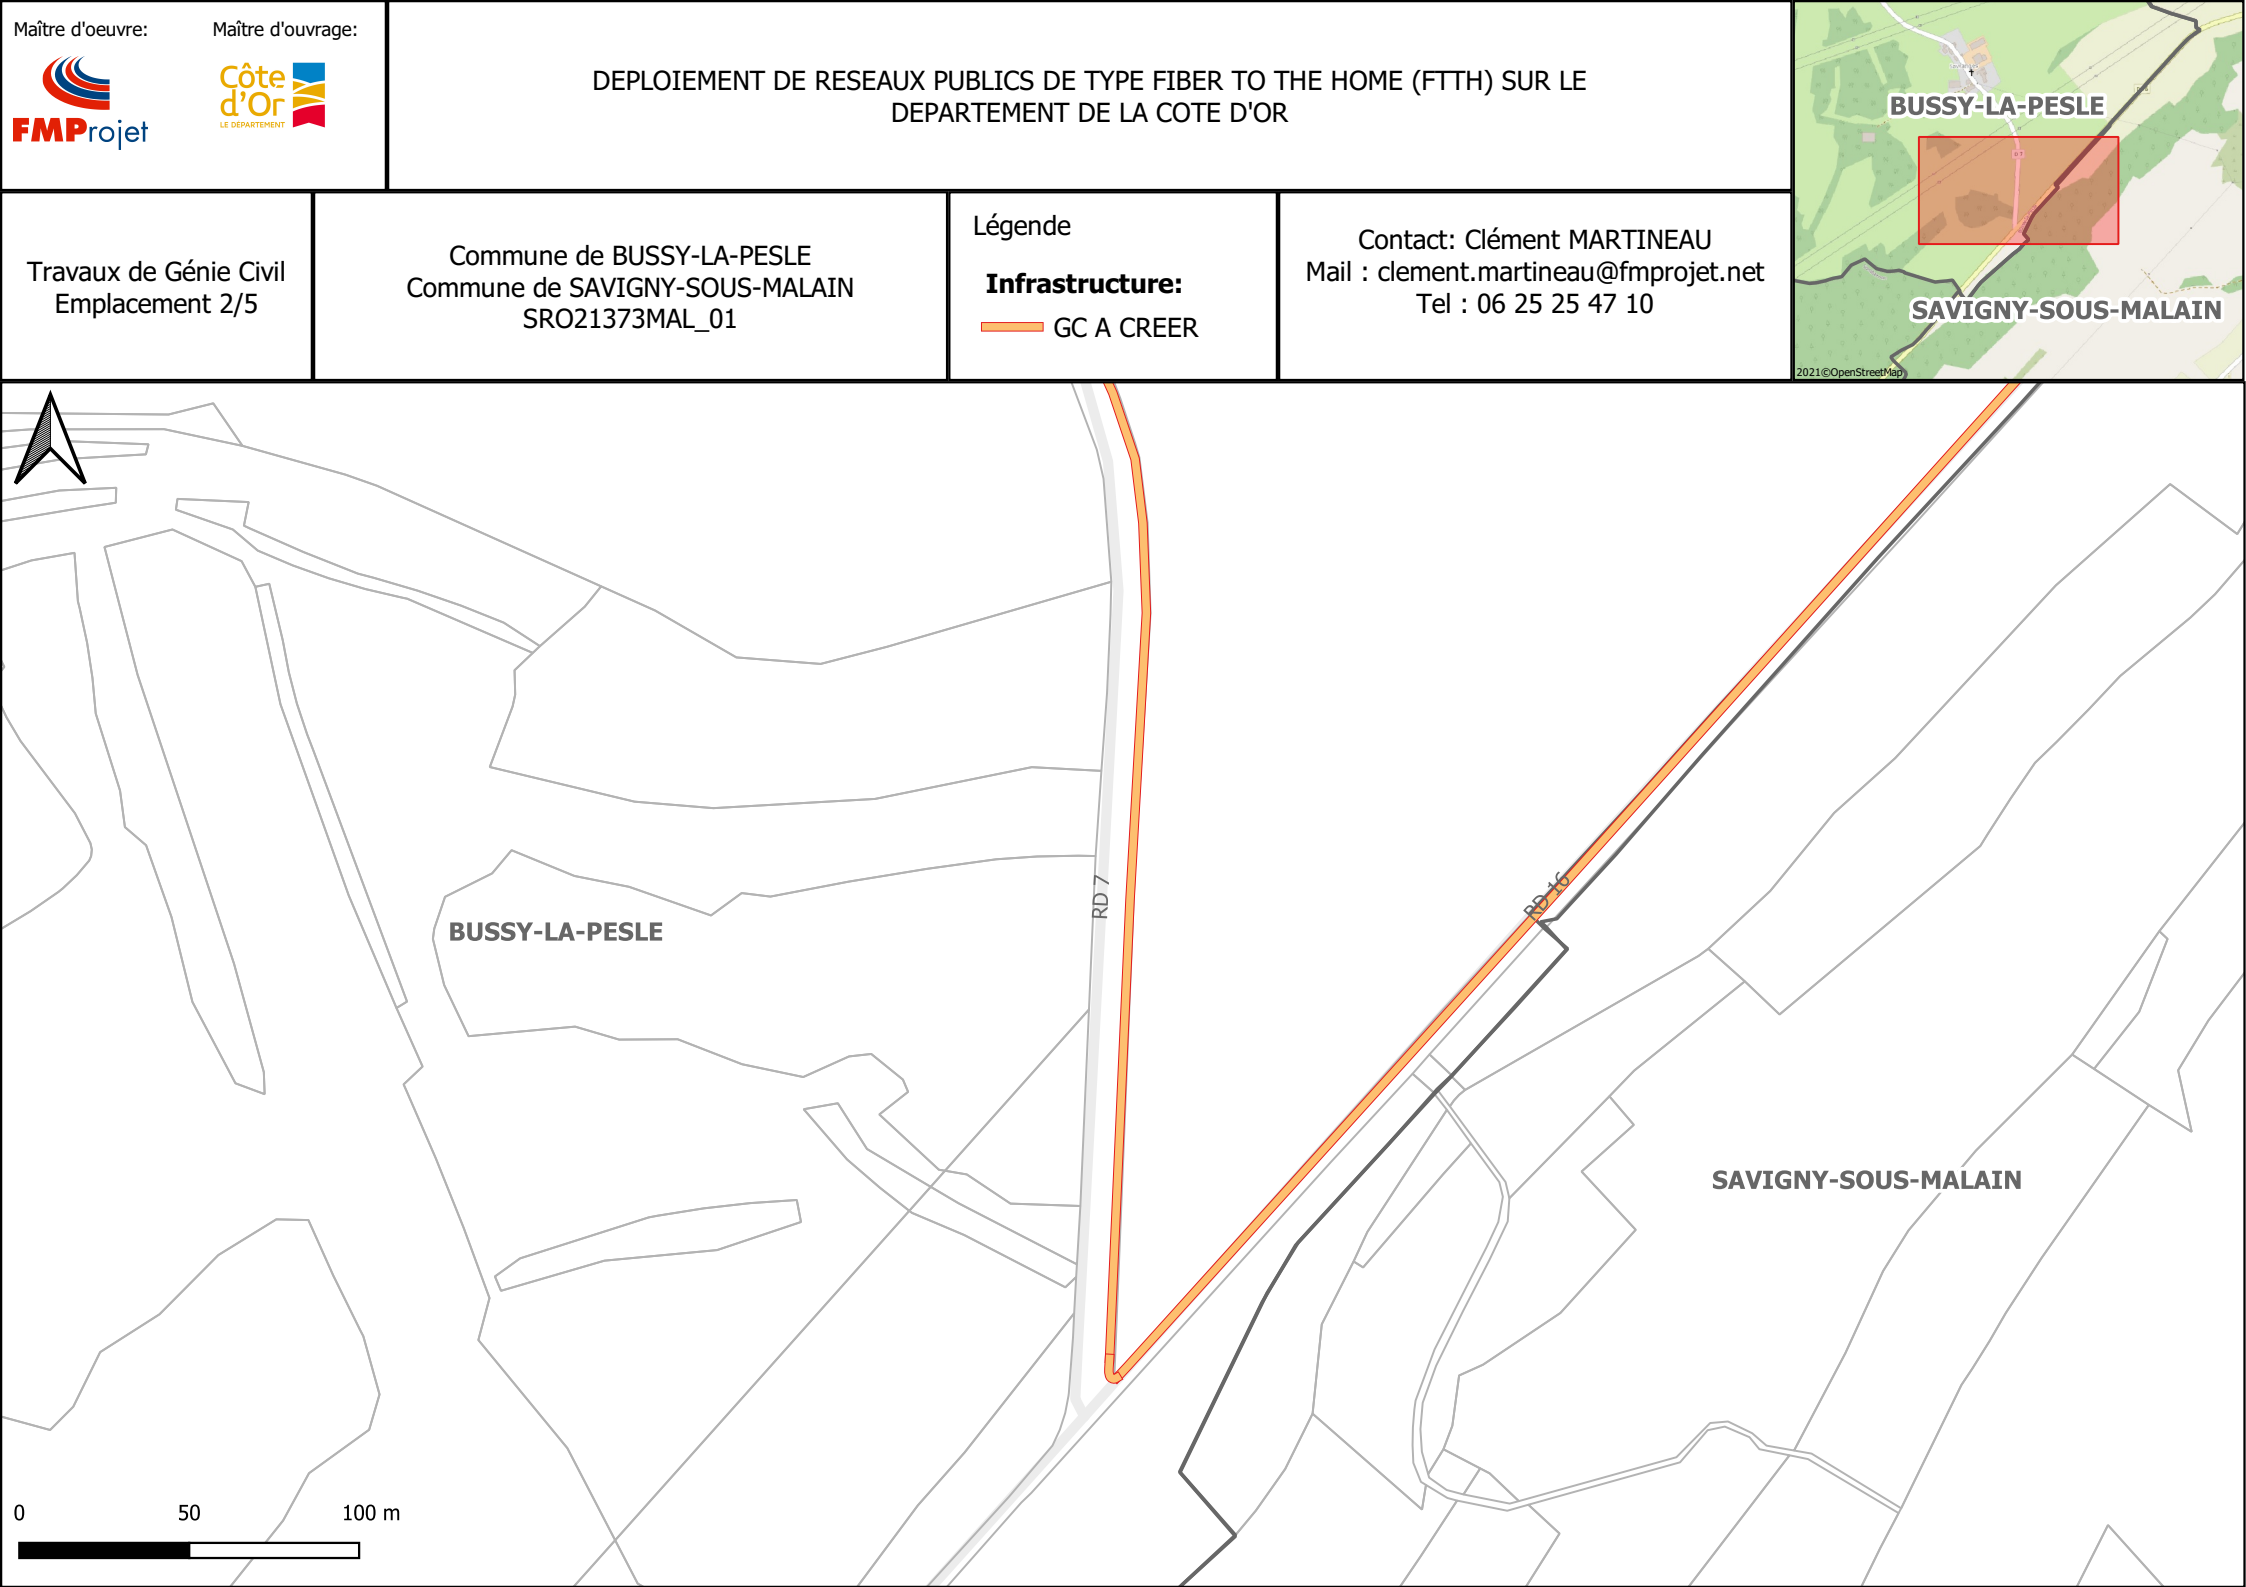 Maître d'oeuvre:
Maître d'ouvrage:
FMProjet
Côte
d'Or
LE DÉPARTEMENT
DEPLOIEMENT DE RESEAUX PUBLICS DE TYPE FIBER TO THE HOME (FTTH) SUR LE
DEPARTEMENT DE LA COTE D'OR
BUSSY-LA-PESLE
SAVIGNY-SOUS-MALAIN
2021©OpenStreetMap
Travaux de Génie Civil
Emplacement 2/5
Commune de BUSSY-LA-PESLE
Commune de SAVIGNY-SOUS-MALAIN
SRO21373MAL_01
Légende
Infrastructure:
GC A CREER
Contact: Clément MARTINEAU
Mail : clement.martineau@fmprojet.net
Tel : 06 25 25 47 10
RD 7
RD 16
BUSSY-LA-PESLE
SAVIGNY-SOUS-MALAIN
0 50 100 m